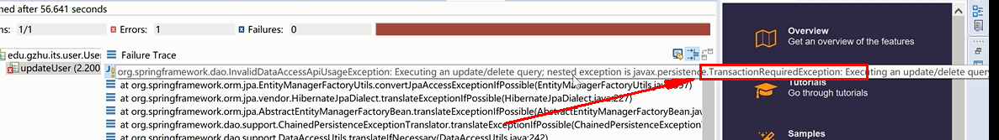 ned after 56.641 seconds
ns: 1/1
Errors: 1
Failures: 0
edu.gzhu.its.user.User
updateUser (2.200
Failure Trace
org.springframework.dao.InvalidDataAccessApiUsageException: Executing an update/delete query; nested exception is javax.persistence.TransactionRequiredException: Executing an update/delete query
at org.springframework.orm.jpa.EntityManagerFactoryUtils.convertJpaAccessExceptionIfPossible(EntityManagerFactoryUtils.java:397)
at org.springframework.orm.jpa.vendor.HibernateJpaDialect.translateExceptionIfPossible(HibernateJpaDialect.java:227)
at org.springframework.orm.jpa.AbstractEntityManagerFactoryBean.translateExceptionIfPossible(AbstractEntityManagerFactoryBean.jav
at org.springframework.dao.support.ChainedPersistenceExceptionTranslator.translateExceptionIfPossible(ChainedPersistenceException
at org.springframework.dao.support.DataAccessUtils.translateIfNecessary(DataAccessUtils.java:242)
Overview
Get an overview of the features
Tutorials
Go through tutorials
Samples